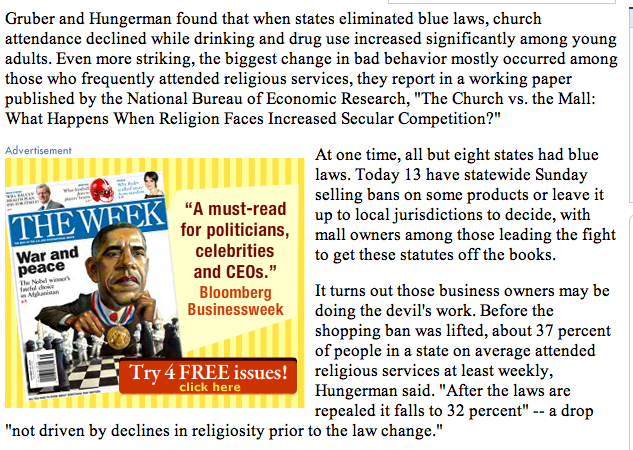 Gruber and Hungerman found that when states eliminated blue laws, church
attendance declined while drinking and drug use increased significantly among young
adults. Even more striking, the biggest change in bad behavior mostly occurred among
those who frequently attended religious services, they report in a working paper
published by the National Bureau of Economic Research, "The Church vs. the Mall:
What Happens When Religion Faces Increased Secular Competition?"
Advertisement
THE WEEK
War and
peace
The Nobel winner's
fateful choice
in Afghanistan
“A must-read
for politicians,
celebrities
and CEOs.”
Bloomberg
Businessweek
Try 4 FREE issues!
click here
At one time, all but eight states had blue
laws. Today 13 have statewide Sunday
selling bans on some products or leave it
up to local jurisdictions to decide, with
mall owners among those leading the fight
to get these statutes off the books.
It turns out those business owners may be
doing the devil's work. Before the
shopping ban was lifted, about 37 percent
of people in a state on average attended
religious services at least weekly,
Hungerman said. "After the laws are
repealed it falls to 32 percent" -- a drop
"not driven by declines in religiosity prior to the law change."